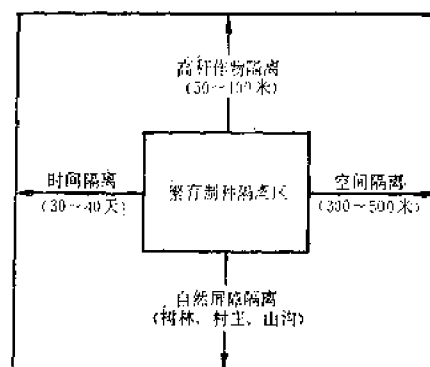 高秆作物隔离
(50～100米)
时间隔离
(30～40天)
繁育制种隔离区
空间隔离
(300～500米)
自然屏障隔离
(树林、村庄、山沟)